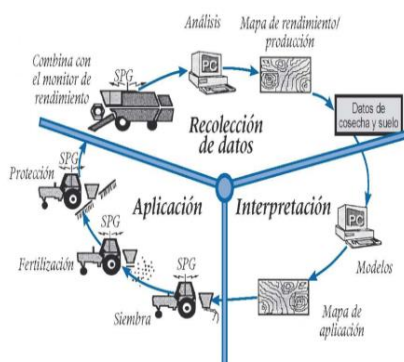 Análisis
Mapa de rendimiento/
producción
Combina con
el monitor de
rendimiento
SPG
PC
Datos de
cosecha y suelo
Recolección
de datos
Protección
SPG
Aplicación
Interpretación
PC
Modelos
Fertilización
SPG
SPG
Siembra
Mapa de
aplicación